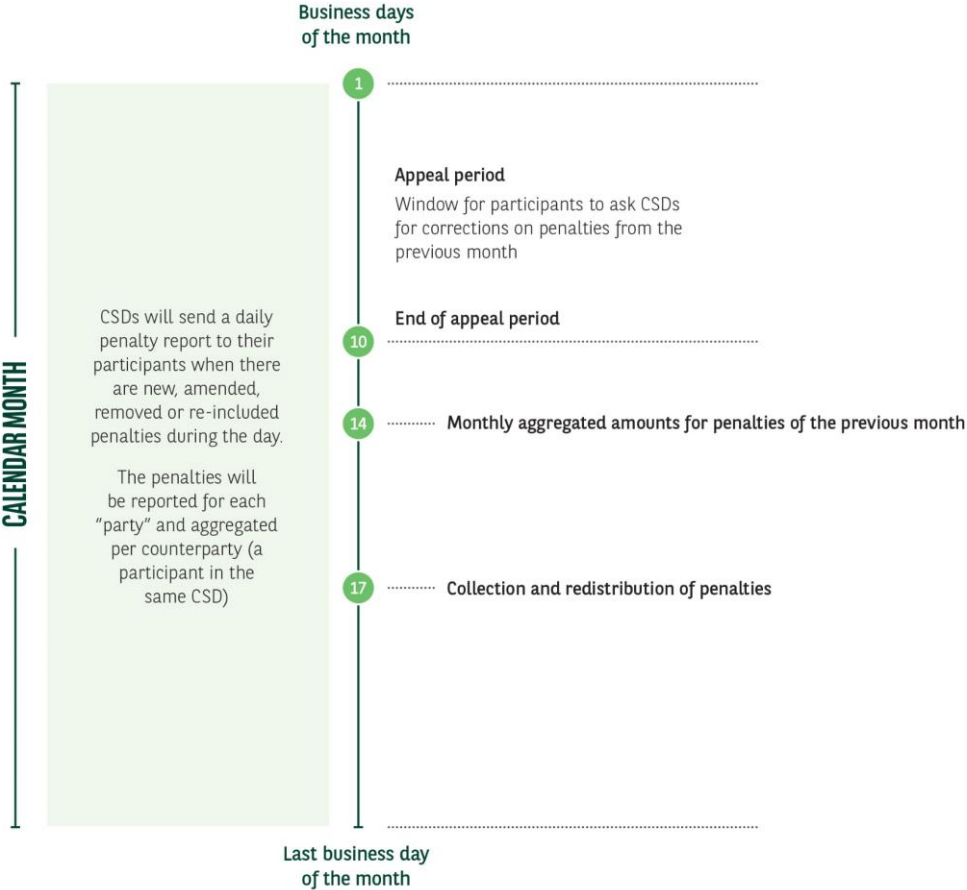 Business days
of the month
1
Appeal period
Window for participants to ask CSDs
for corrections on penalties from the
previous month
CALENDAR MONTH
CSDs will send a daily
penalty report to their
participants when there
are new, amended,
removed or re-included
penalties during the day.
The penalties will
be reported for each
“party” and aggregated
per counterparty (a
participant in the
same CSD)
End of appeal period
10
14
Monthly aggregated amounts for penalties of the previous month
17
Collection and redistribution of penalties
Last business day
of the month